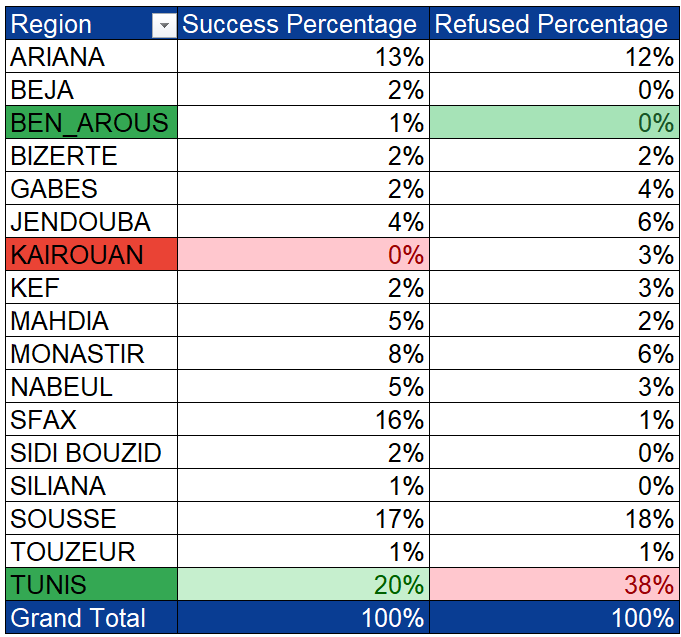 Region Success Percentage Refused Percentage
ARIANA 13% 12%
BEJA 2% 0%
BEN_AROUS 1% 0%
BIZERTE 2% 2%
GABES 2% 4%
JENDOUBA 4% 6%
KAIROUAN 0% 3%
KEF 2% 3%
MAHDIA 5% 2%
MONASTIR 8% 6%
NABEUL 5% 3%
SFAX 16% 1%
SIDI BOUZID 2% 0%
SILIANA 1% 0%
SOUSSE 17% 18%
TOUZEUR 1% 1%
TUNIS 20% 38%
Grand Total 100% 100%